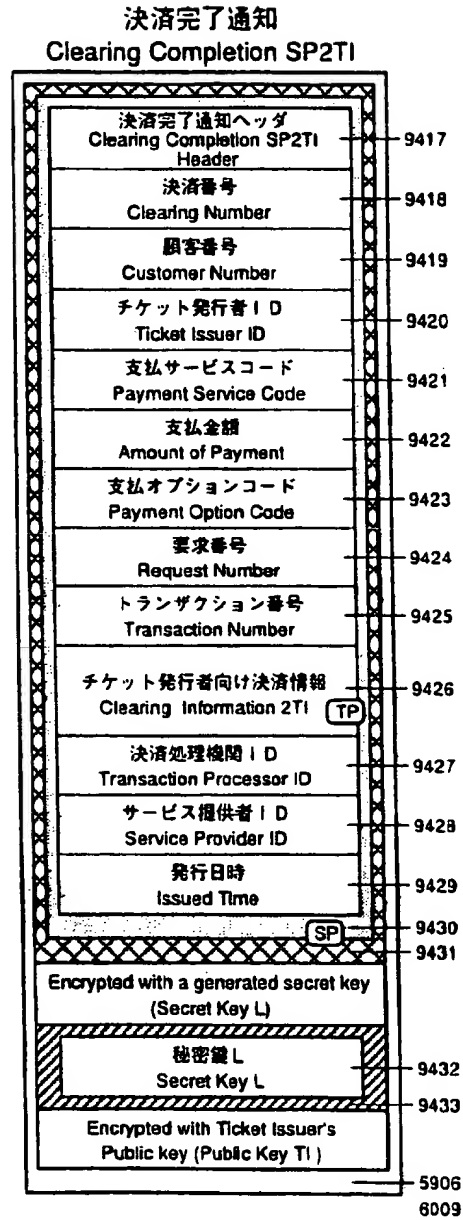 決済完了通知
Clearing Completion SP2TI
決済完了通知ヘッダ
Clearing Completion SP2TI
Header
9417
決済番号
Clearing Number
9418
顧客番号
Customer Number
9419
チケット発行者ID
Ticket Issuer ID
9420
支払サービスコード
Payment Service Code
9421
支払金額
Amount of Payment
9422
支払オプションコード
Payment Option Code
9423
要求番号
Request Number
9424
トランザクション番号
Transaction Number
9425
チケット発行者向け決済情報
Clearing Information 2TI
9426
TP
決済処理機関ID
Transaction Processor ID
9427
サービス提供者ID
Service Provider ID
9428
発行日時
Issued Time
9429
SP
9430
9431
Encrypted with a generated secret key
(Secret Key L)
秘密鍵L
Secret Key L
9432
9433
Encrypted with Ticket Issuer's
Public key (Public Key TI)
5906
6009